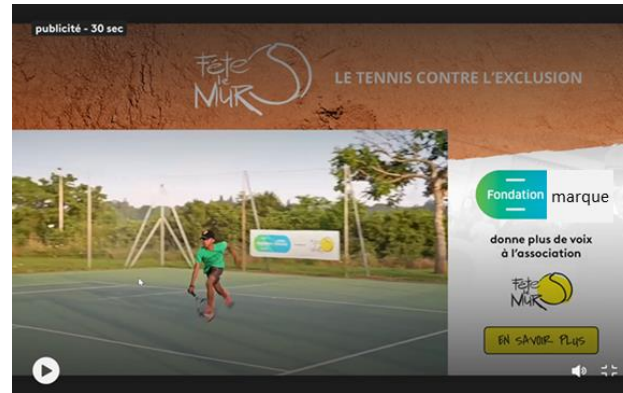 publicité - 30 sec
Fête
le
MUR
LE TENNIS CONTRE L'EXCLUSION
Fondation marque
donne plus de voix
à l'association
Fête
le
MUR
EN SAVOIR PLUS